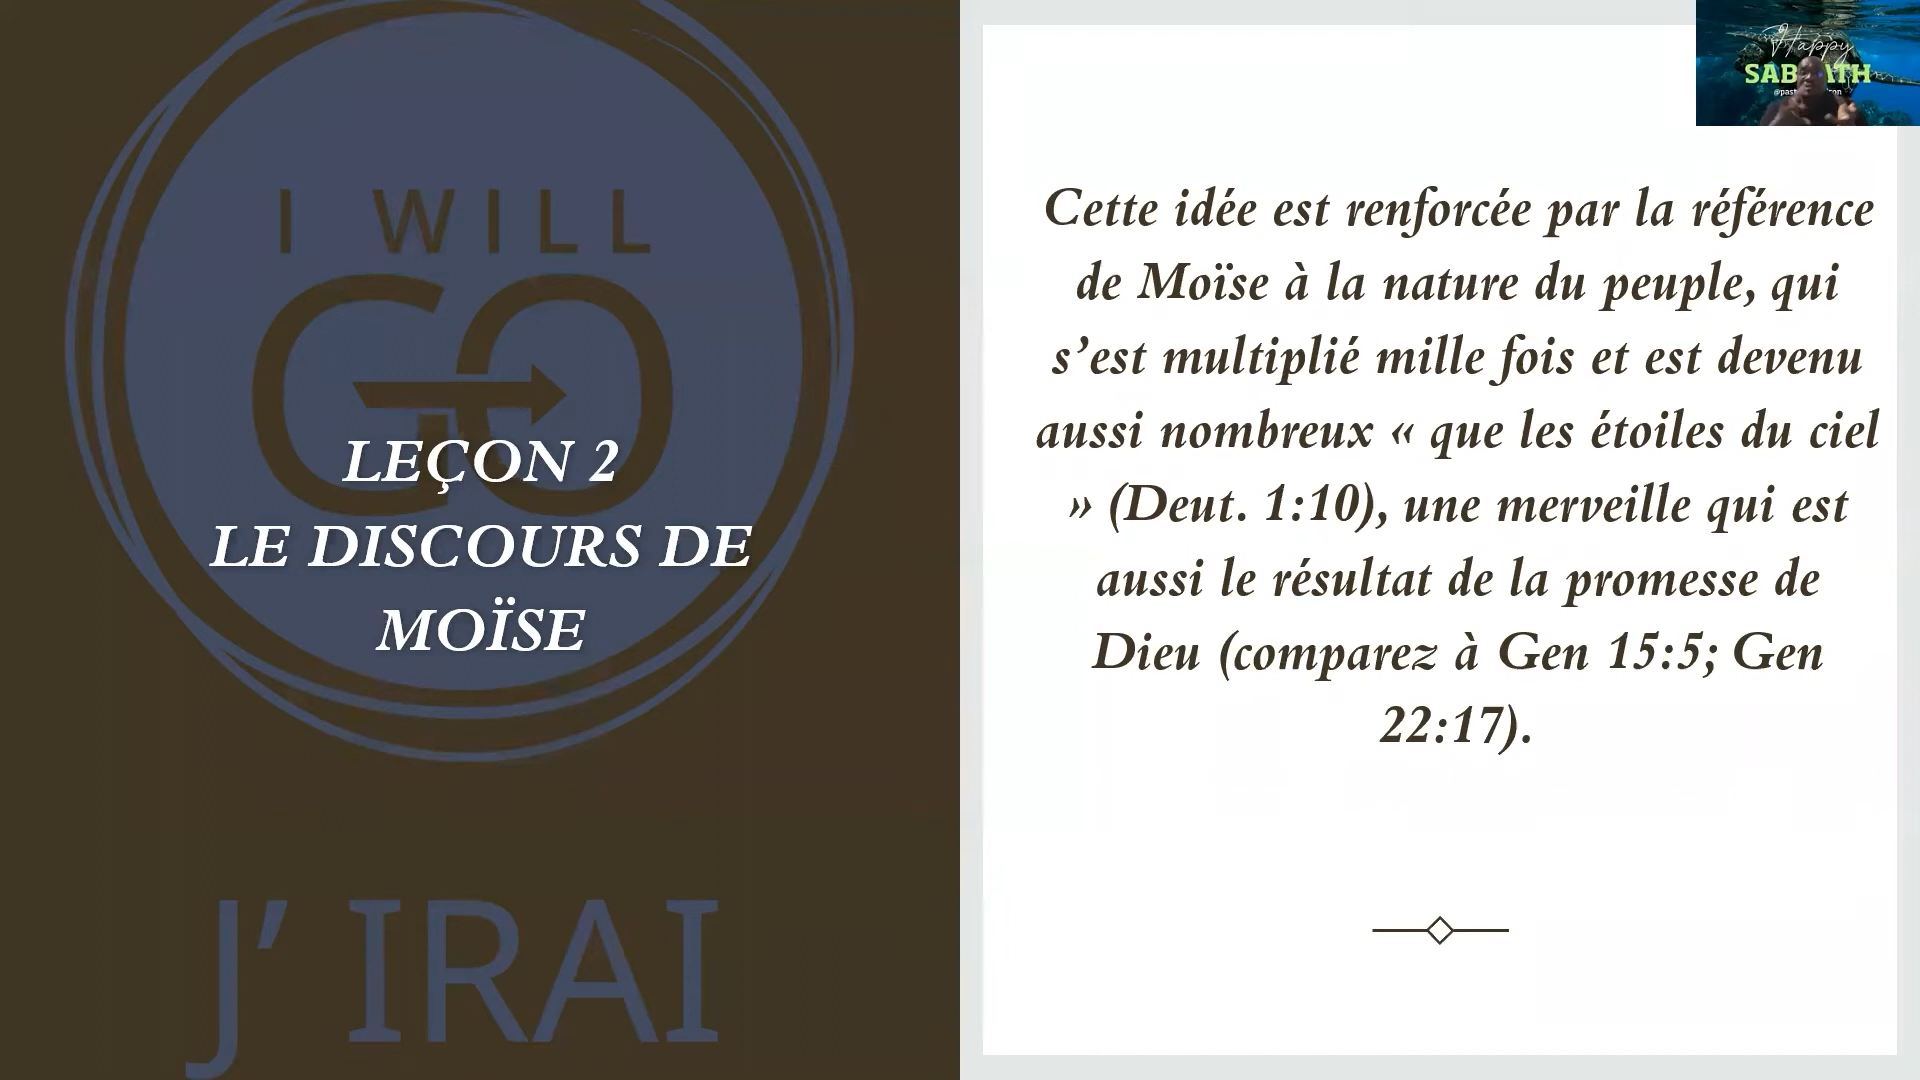 I WILL
GO
LEÇON 2
LE DISCOURS DE
MOÏSE
J’ IRAI
Happy
Cette idée est renforcée par la référence
de Moïse à la nature du peuple, qui
s’est multiplié mille fois et est devenu
aussi nombreux « que les étoiles du ciel
» (Deut. 1:10), une merveille qui est
aussi le résultat de la promesse de
Dieu (comparez à Gen 15:5; Gen
22:17).